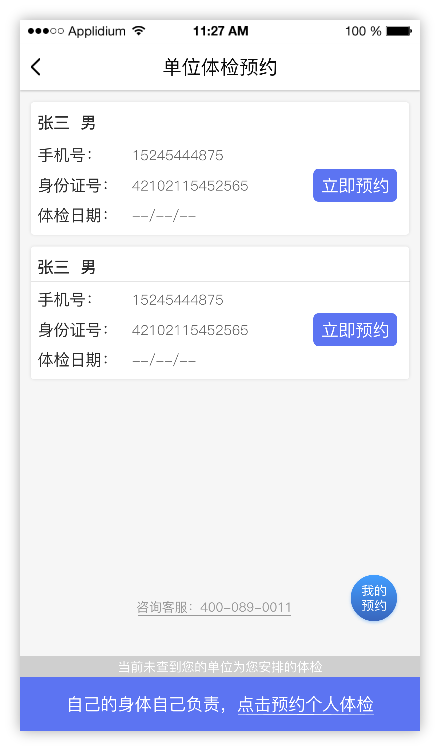 Applidium 11:27 AM 100 %
单位体检预约
张三 男
手机号： 15245444875
身份证号： 42102115452565
立即预约
体检日期： --/--/--
张三 男
手机号： 15245444875
身份证号： 42102115452565
立即预约
体检日期： --/--/--
我的
预约
咨询客服：400-089-0011
当前未查到您的单位为您安排的体检
自己的身体自己负责，点击预约个人体检